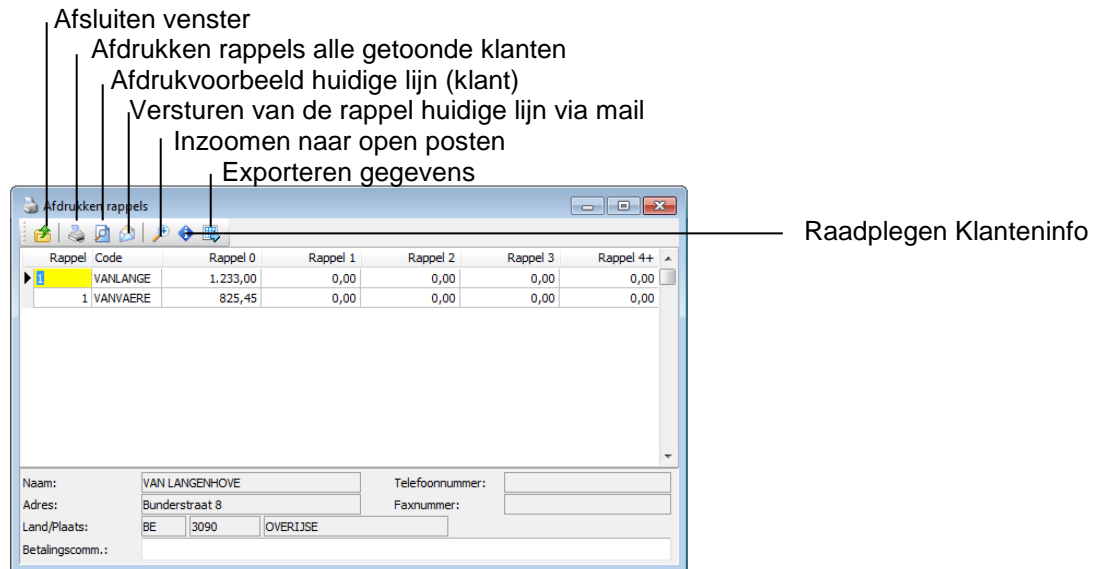 Afsluiten venster
Afdrukken rappels alle getoonde klanten
Afdrukvoorbeeld huidige lijn (klant)
Versturen van de rappel huidige lijn via mail
Inzoomen naar open posten
Exporteren gegevens
Afdrukken rappels
Raadplegen Klanteninfo
Rappel Code Rappel 0 Rappel 1 Rappel 2 Rappel 3 Rappel 4+
1 VANLANGE 1.233,00 0,00 0,00 0,00 0,00
1 VANVAERE 825,45 0,00 0,00 0,00 0,00
Naam: VAN LANGENHOVE Telefoonnummer:
Adres: Bunderstraat 8 Faxnummer:
Land/Plaats: BE 3090 OVERIJSE
Betalingscomm.: